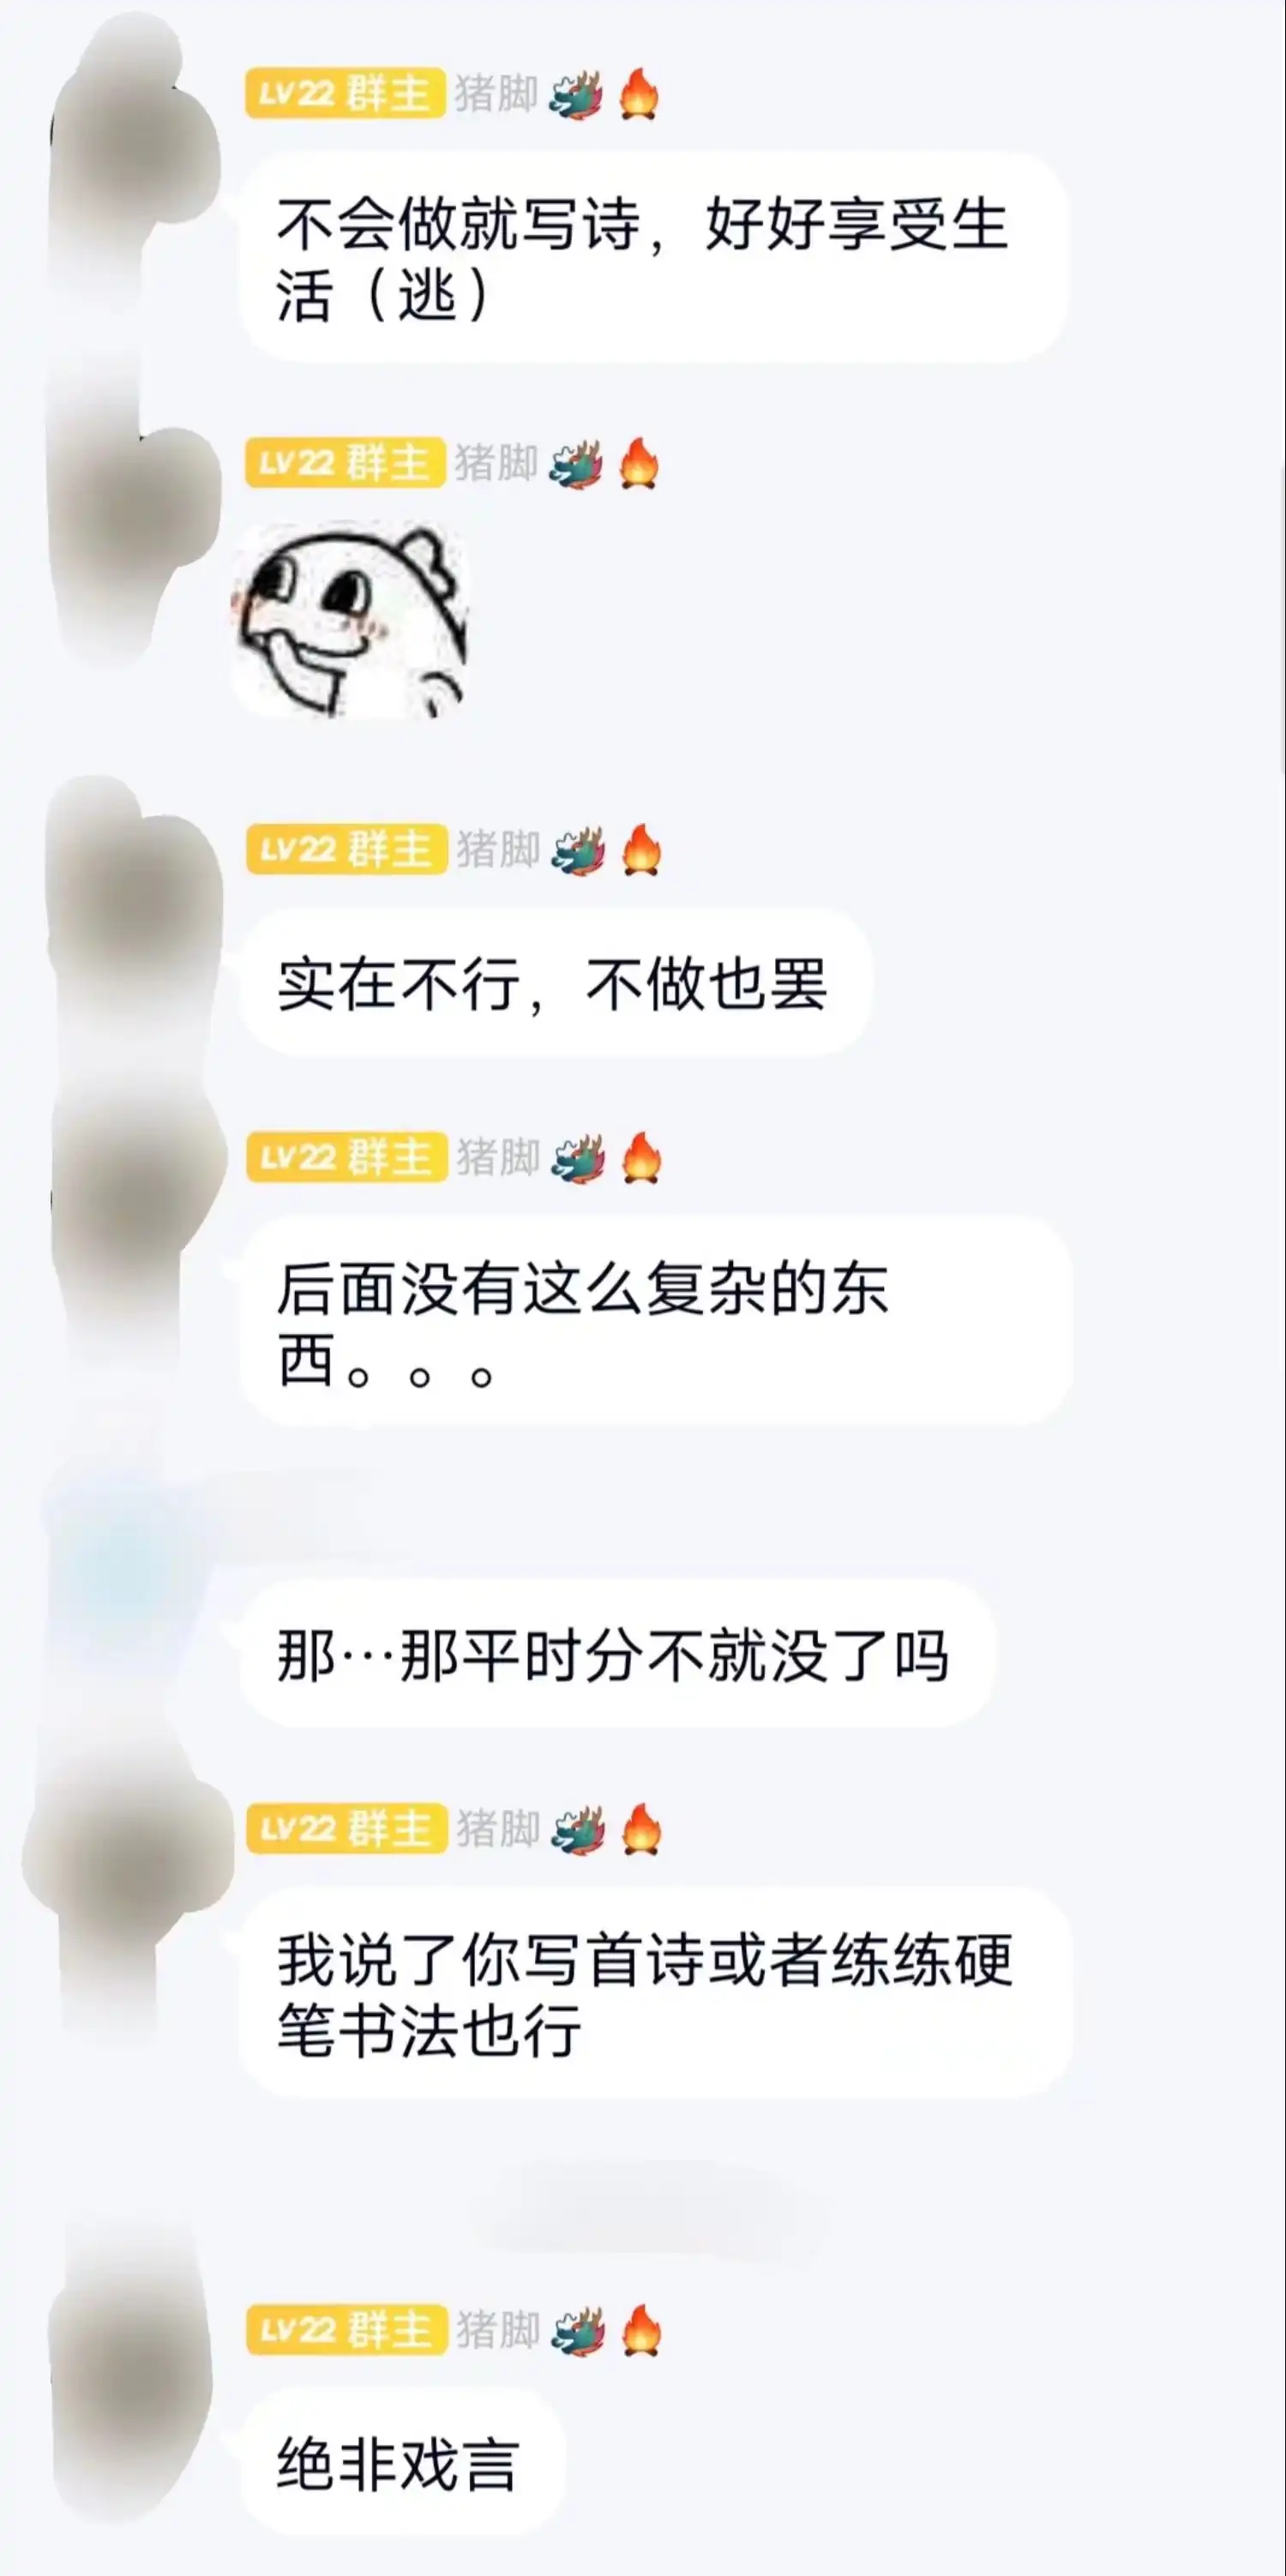 LV22 群主 猪脚🐲🔥
不会做就写诗，好好享受生
活（逃）
LV22 群主 猪脚🐲🔥
LV22 群主 猪脚🐲🔥
实在不行，不做也罢
LV22 群主 猪脚🐲🔥
后面没有这么复杂的东
西。。。
那…那平时分不就没了吗
LV22 群主 猪脚🐲🔥
我说了你写首诗或者练练硬
笔书法也行
LV22 群主 猪脚🐲🔥
绝非戏言